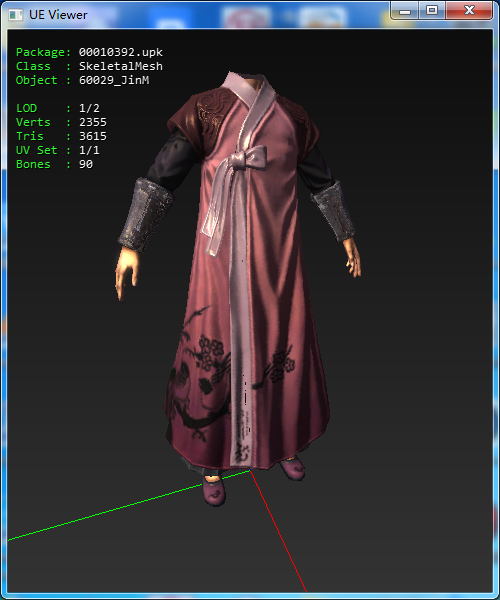 UE Viewer
Package: 00010392.upk
Class : SkeletalMesh
Object : 60029_JinM
LOD : 1/2
Verts : 2355
Tris : 3615
UV Set : 1/1
Bones : 90